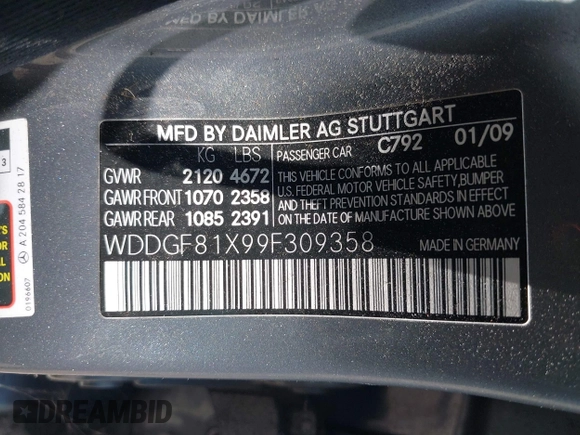 MFD BY DAIMLER AG STUTTGART
KG LBS PASSENGER CAR C792 01/09
GVWR 2120 4672
GAWR FRONT 1070 2358
GAWR REAR 1085 2391
THIS VEHICLE CONFORMS TO ALL APPLICABLE
U.S. FEDERAL MOTOR VEHICLE SAFETY, BUMPER
AND THEFT PREVENTION STANDARDS IN EFFECT
ON THE DATE OF MANUFACTURE SHOWN ABOVE.
WDDGF81X99F309358 MADE IN GERMANY
3
A 204 584 28 17
0196607
DREAMBID